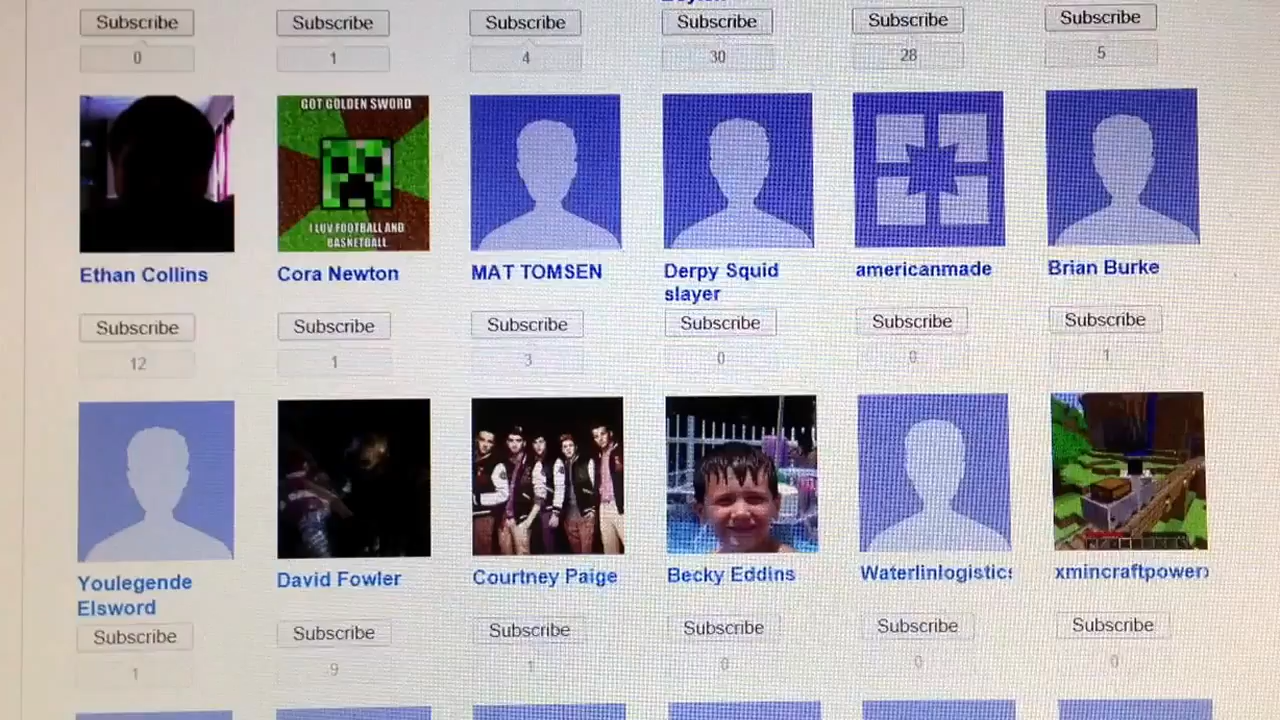 Subscribe Subscribe Subscribe Subscribe Subscribe Subscribe
0 1 4 30 28 5
GOT GOLDEN SWORD
I LUV FOOTBALL AND
BASKETBALL
Ethan Collins Cora Newton MAT TOMSEN Derpy Squid americanmade Brian Burke
slayer
Subscribe Subscribe Subscribe Subscribe Subscribe Subscribe
12 1 3 0 0 1
Youlegende David Fowler Courtney Paige Becky Eddins Waterlinlogistics xmincraftpower
Elsword
Subscribe Subscribe Subscribe Subscribe Subscribe Subscribe
1 9 1 0 0 0